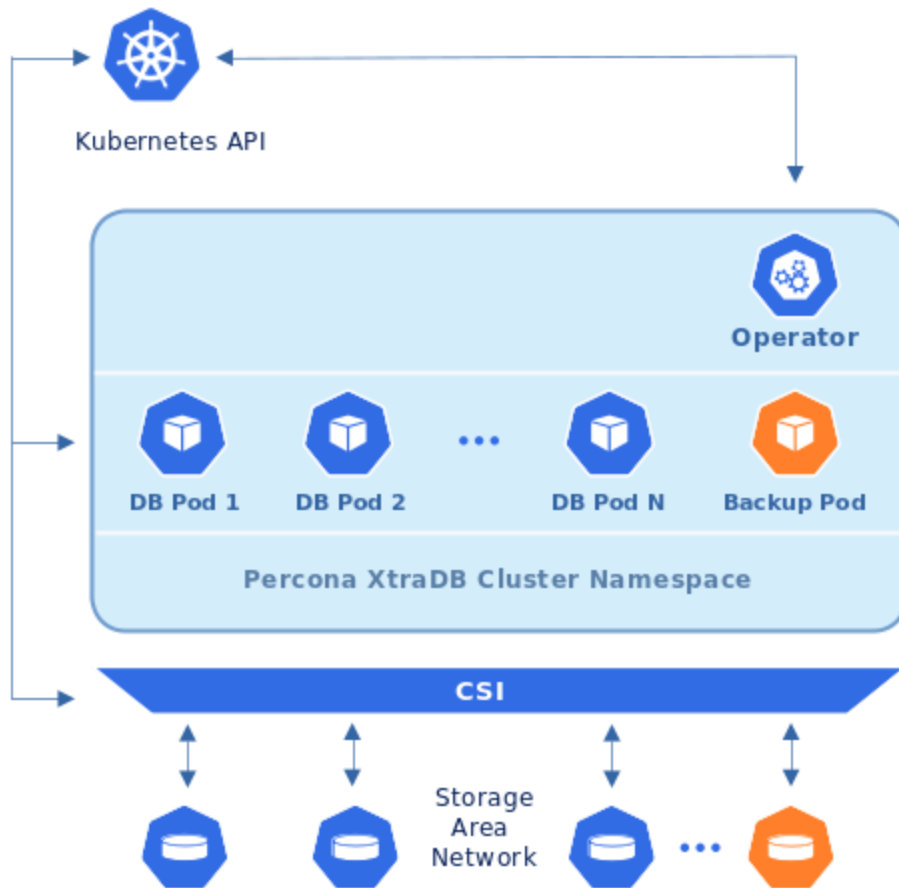 Kubernetes API
Operator
DB Pod 1
DB Pod 2
DB Pod N
Backup Pod
Percona XtraDB Cluster Namespace
CSI
Storage
Area
Network